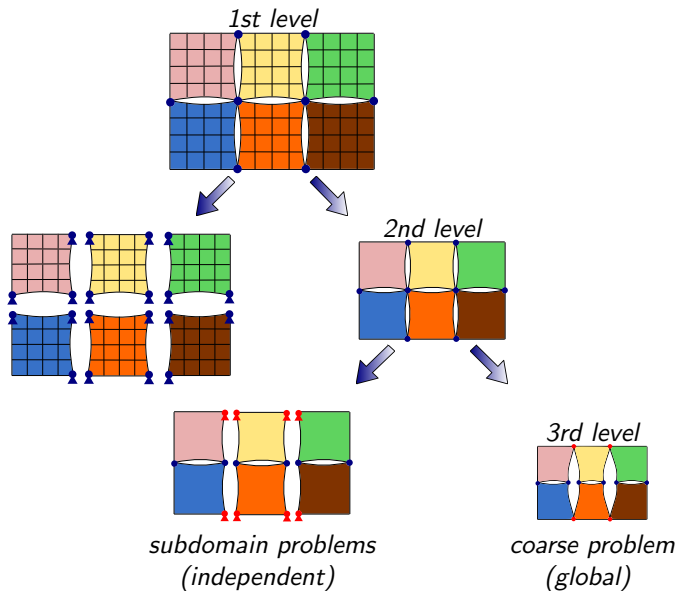 1st level
2nd level
3rd level
subdomain problems
(independent)
coarse problem
(global)